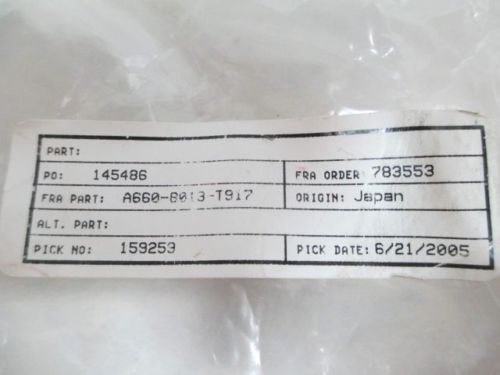 PART:
PO: 145486 FRA ORDER: 783553
FRA PART: A660-8013-T917 ORIGIN: Japan
ALT. PART:
PICK NO: 159253 PICK DATE: 6/21/2005